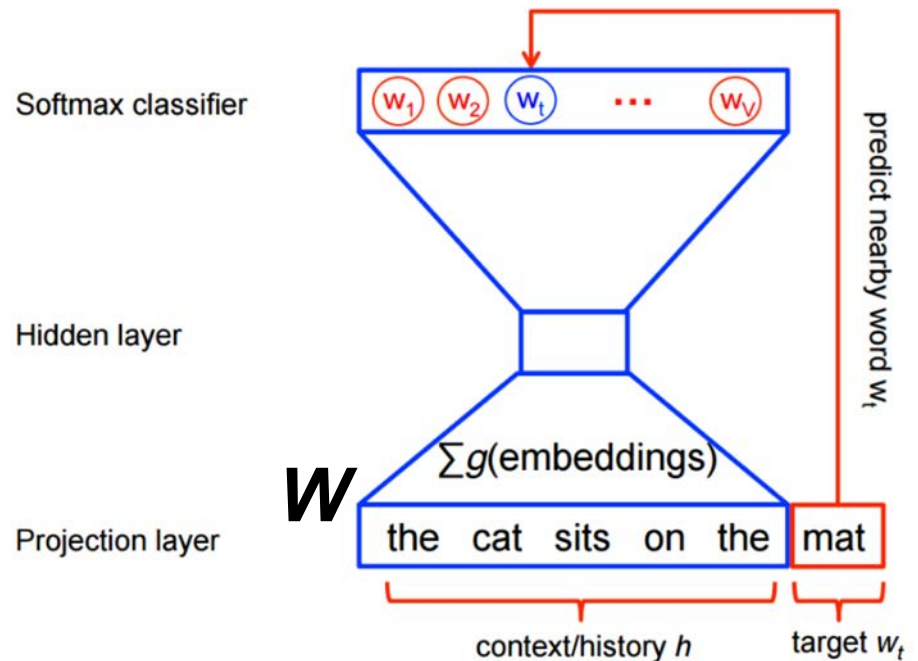 Softmax classifier
w1 w2 wt ... wV
predict nearby word wt
Hidden layer
∑g(embeddings)
W
Projection layer
the cat sits on the mat
context/history h
target wt